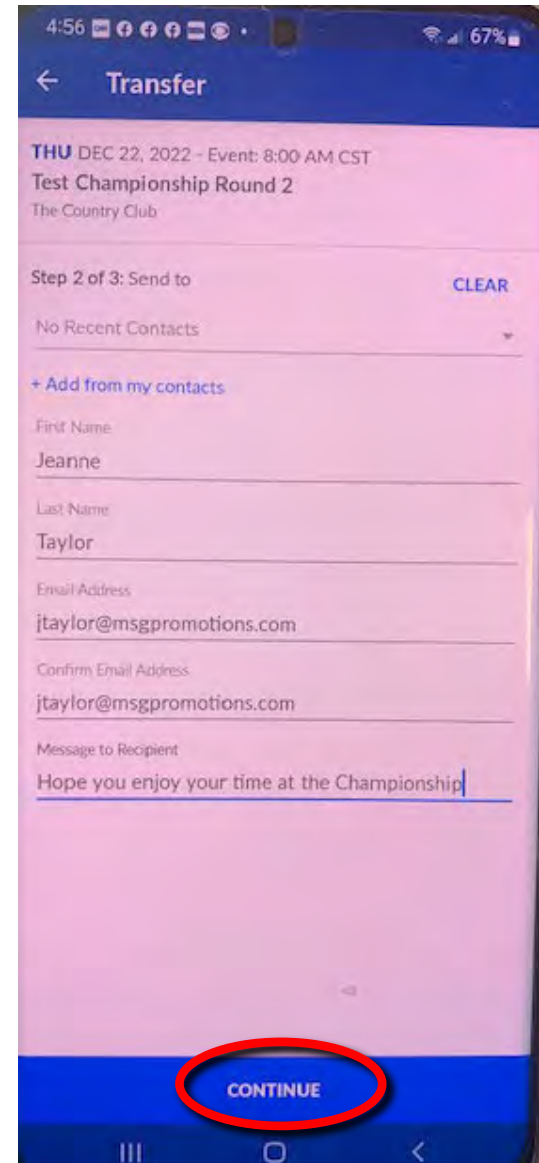 4:56
67%
Transfer
THU DEC 22, 2022 - Event: 8:00 AM CST
Test Championship Round 2
The Country Club
Step 2 of 3: Send to
CLEAR
No Recent Contacts
+ Add from my contacts
First Name
Jeanne
Last Name
Taylor
Email Address
jtaylor@msgpromotions.com
Confirm Email Address
jtaylor@msgpromotions.com
Message to Recipient
Hope you enjoy your time at the Championship
CONTINUE